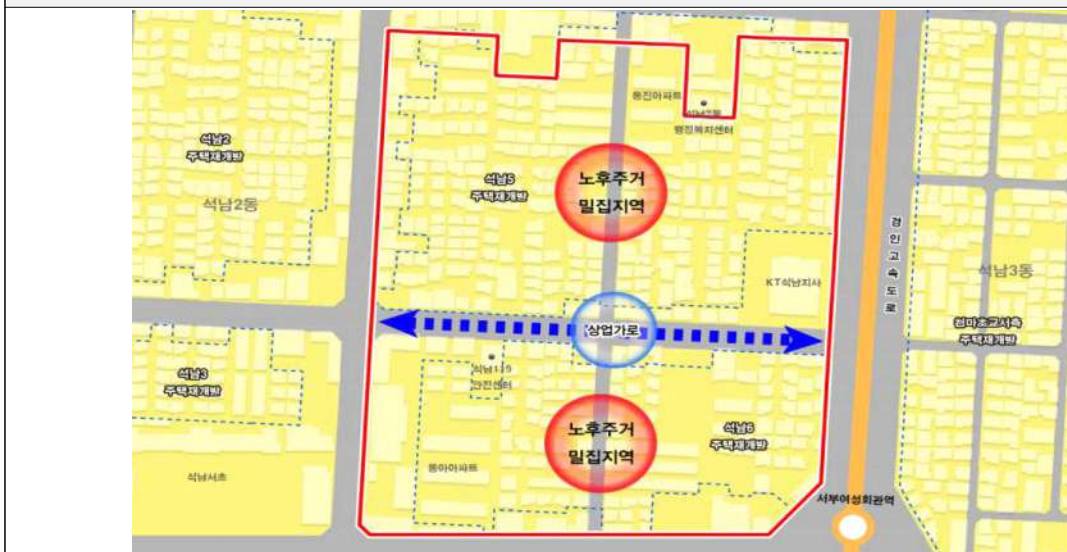 동진아파트
석남2동
행정복지센터
석남2
주택재개발
석남2동
석남5
주택재개발
노후주거
밀집지역
경인고속도로
석남3동
KT석남지사
상업가로
천마초교서측
주택재개발
석남119
안전센터
석남3
주택재개발
석남서초
동아아파트
노후주거
밀집지역
석남6
주택재개발
서부여성회관역